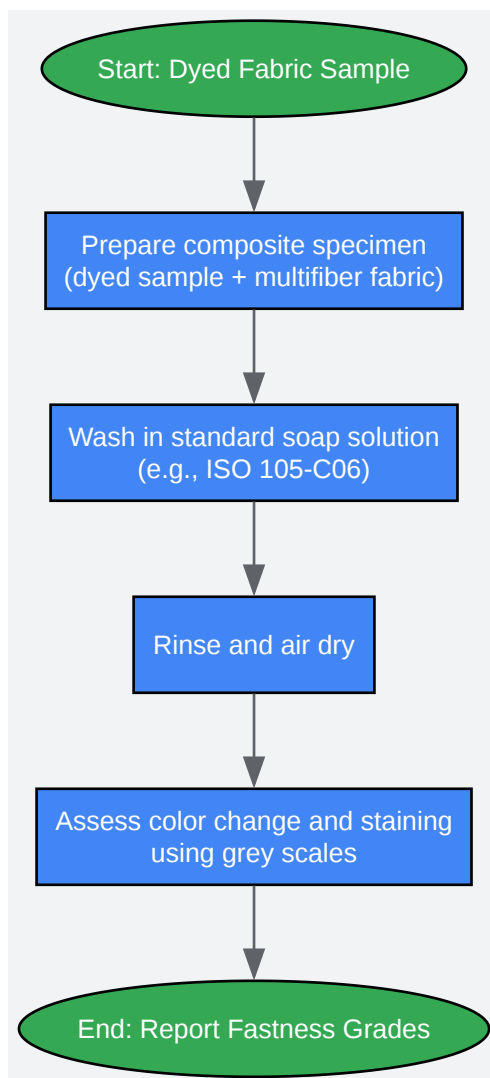 Start: Dyed Fabric Sample
Prepare composite specimen
(dyed sample + multifiber fabric)
Wash in standard soap solution
(e.g., ISO 105-C06)
Rinse and air dry
Assess color change and staining
using grey scales
End: Report Fastness Grades